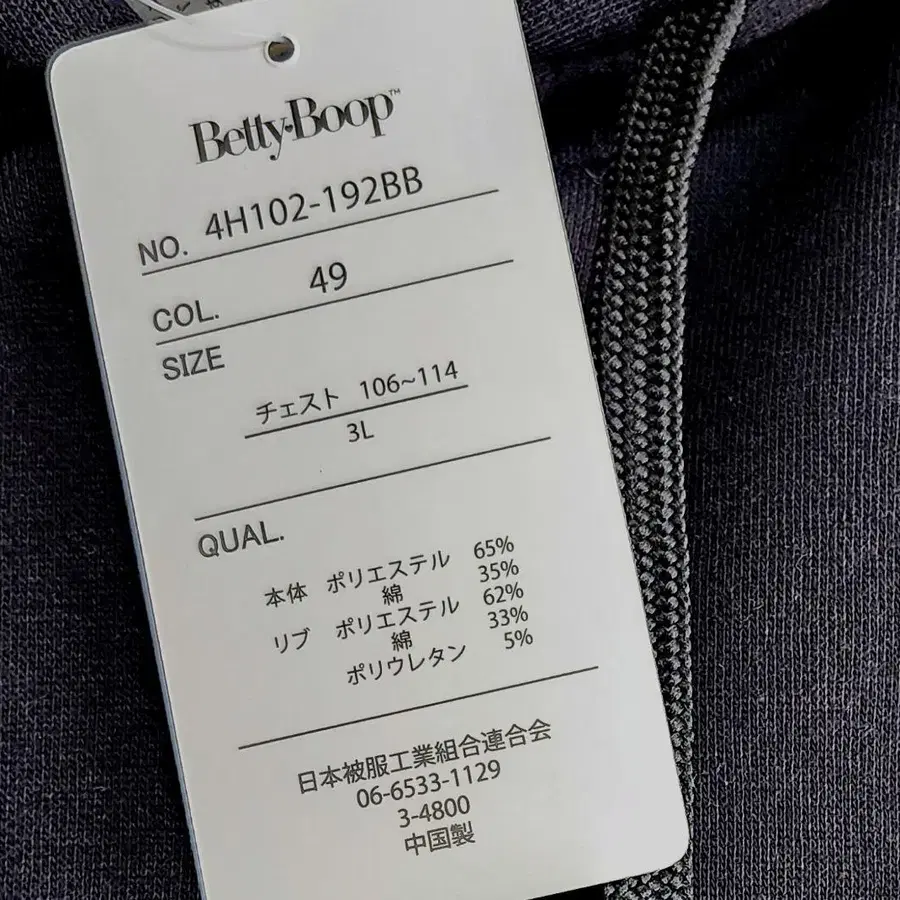 Betty Boop™
NO. 4H102-192BB
COL. 49
SIZE
チェスト 106~114
3L
QUAL.
本体 ポリエステル 65%
綿 35%
リブ ポリエステル 62%
綿 33%
ポリウレタン 5%
日本被服工業組合連合会
06-6533-1129
3-4800
中国製